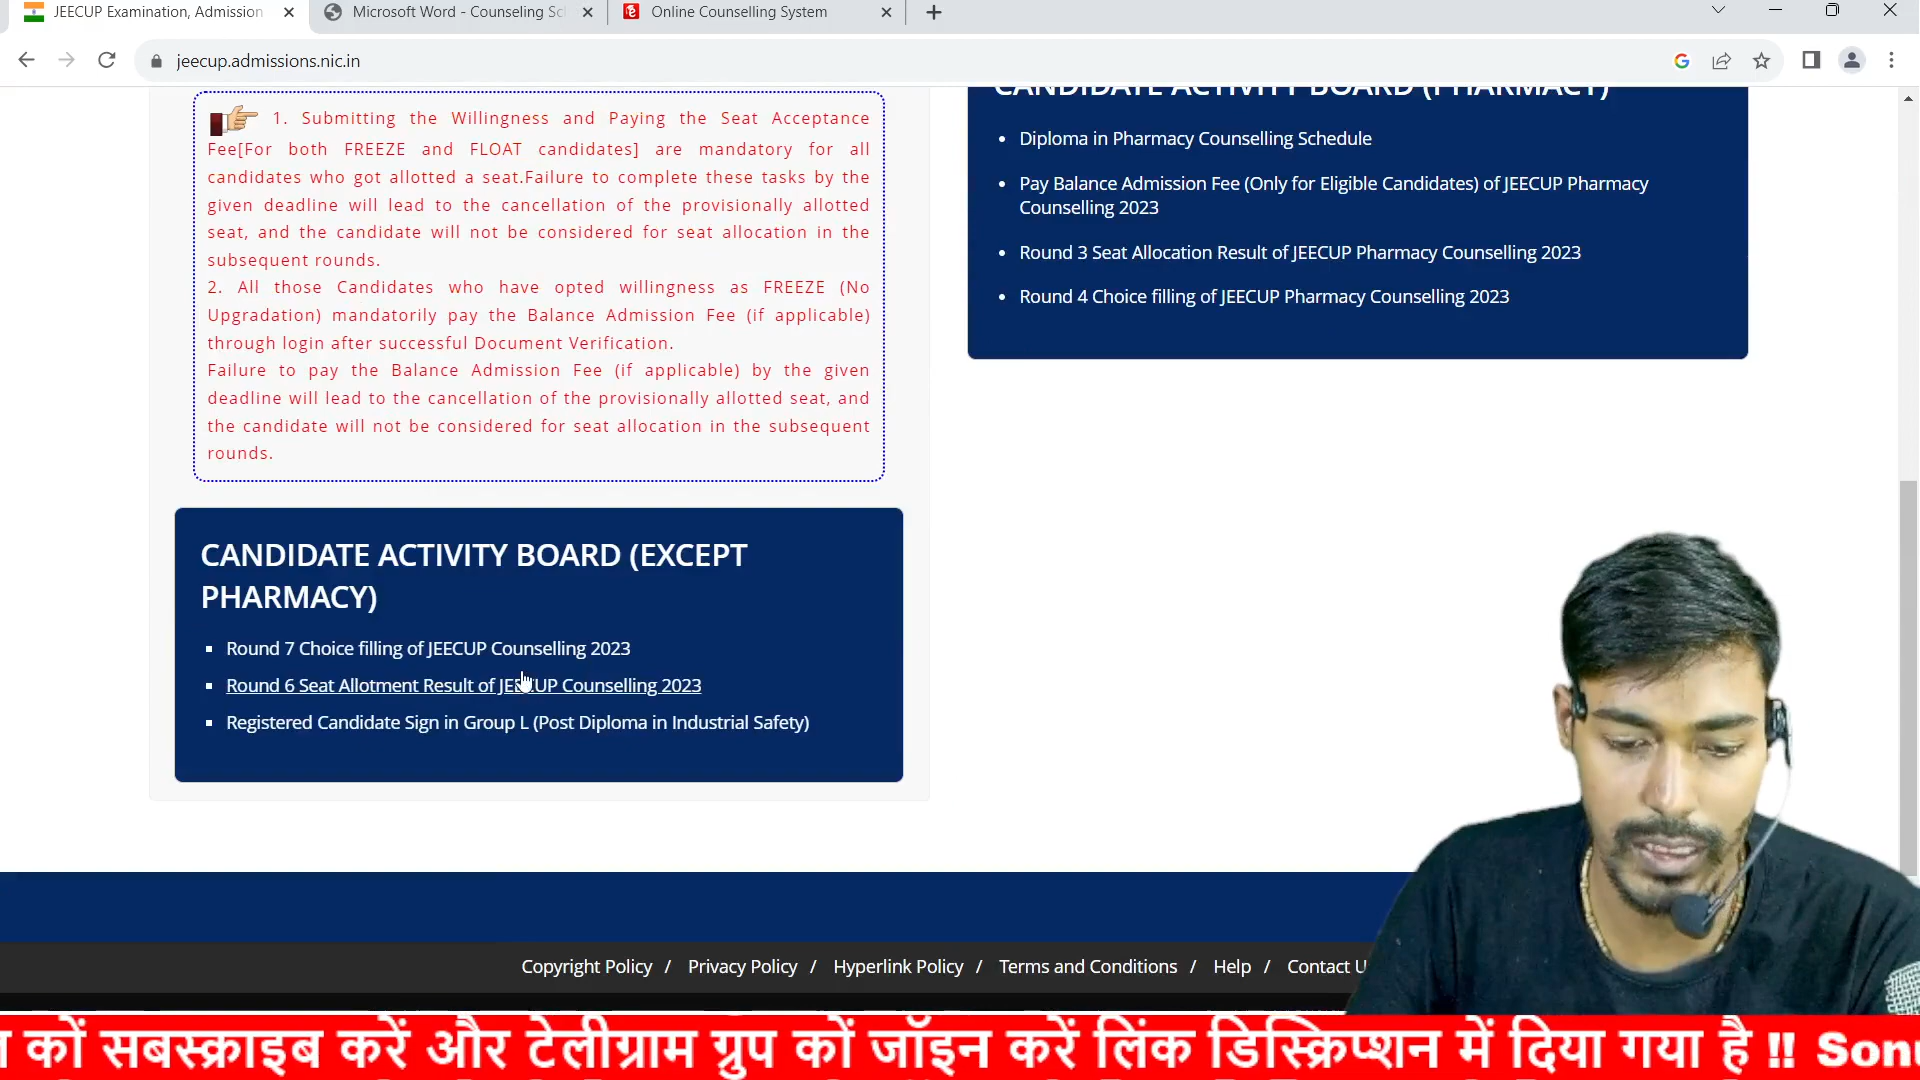 JEECUP Examination, Admission
Microsoft Word - Counseling Sc
Online Counselling System
jeecup.admissions.nic.in
1. Submitting the Willingness and Paying the Seat Acceptance
Fee[For both FREEZE and FLOAT candidates] are mandatory for all
candidates who got allotted a seat.Failure to complete these tasks by the
given deadline will lead to the cancellation of the provisionally allotted
seat, and the candidate will not be considered for seat allocation in the
subsequent rounds.
2. All those Candidates who have opted willingness as FREEZE (No
Upgradation) mandatorily pay the Balance Admission Fee (if applicable)
through login after successful Document Verification.
Failure to pay the Balance Admission Fee (if applicable) by the given
deadline will lead to the cancellation of the provisionally allotted seat, and
the candidate will not be considered for seat allocation in the subsequent
rounds.
CANDIDATE ACTIVITY BOARD (EXCEPT
PHARMACY)
Round 7 Choice filling of JEECUP Counselling 2023
Round 6 Seat Allotment Result of JEECUP Counselling 2023
Registered Candidate Sign in Group L (Post Diploma in Industrial Safety)
CANDIDATE ACTIVITY BOARD (PHARMACY)
Diploma in Pharmacy Counselling Schedule
Pay Balance Admission Fee (Only for Eligible Candidates) of JEECUP Pharmacy
Counselling 2023
Round 3 Seat Allocation Result of JEECUP Pharmacy Counselling 2023
Round 4 Choice filling of JEECUP Pharmacy Counselling 2023
Copyright Policy / Privacy Policy / Hyperlink Policy / Terms and Conditions / Help / Contact U
कों सबस्क्राइब करें और टेलीग्राम ग्रुप कों जॉइन करें लिंक डिस्क्रिप्शन में दिया गया है !! Son